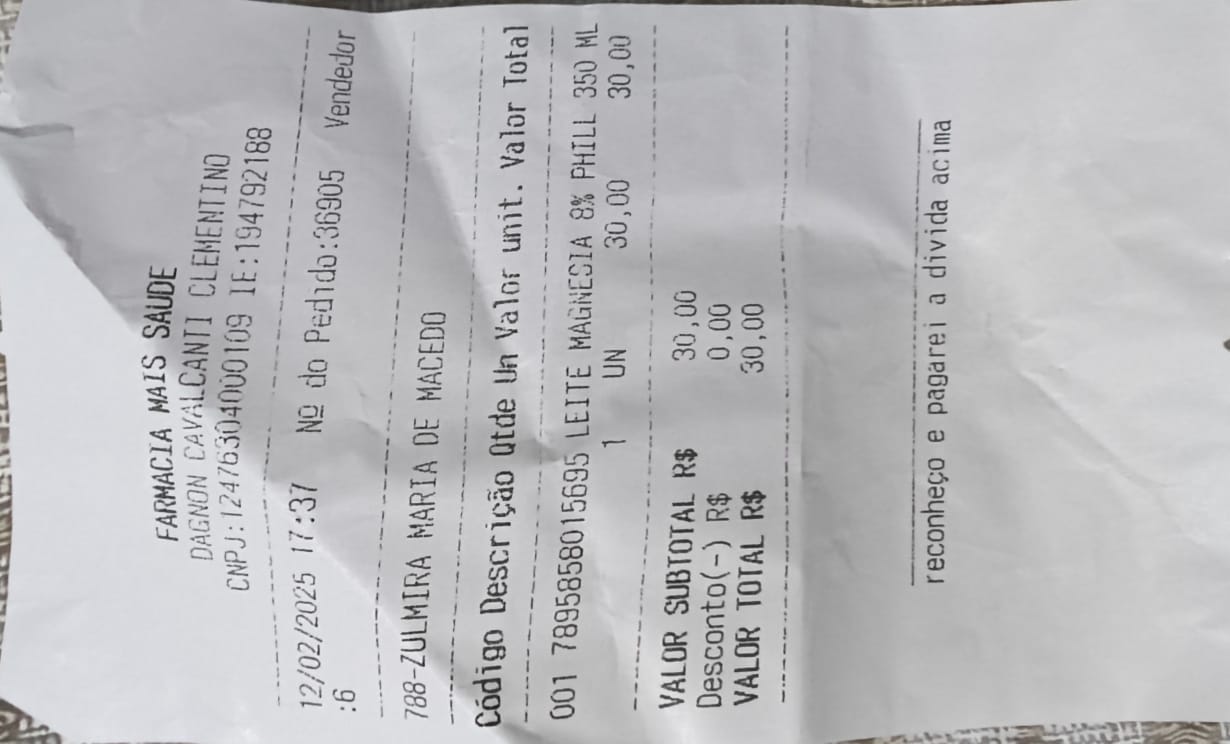 FARMACIA MAIS SAUDE
DAGNON CAVALCANTI CLEMENTINO
CNPJ:12476304000109 IE:194792188
12/02/2025 17:37 Nº do Pedido:36905 Vendedor
:6
788-ZULMIRA MARIA DE MACEDO
Código Descrição Qtde Un Valor unit. Valor Total
001 7895858015695 LEITE MAGNESIA 8% PHILL 350 ML
1 UN 30,00 30,00
VALOR SUBTOTAL R$ 30,00
Desconto(-) R$ 0,00
VALOR TOTAL R$ 30,00
reconheço e pagarei a divida acima